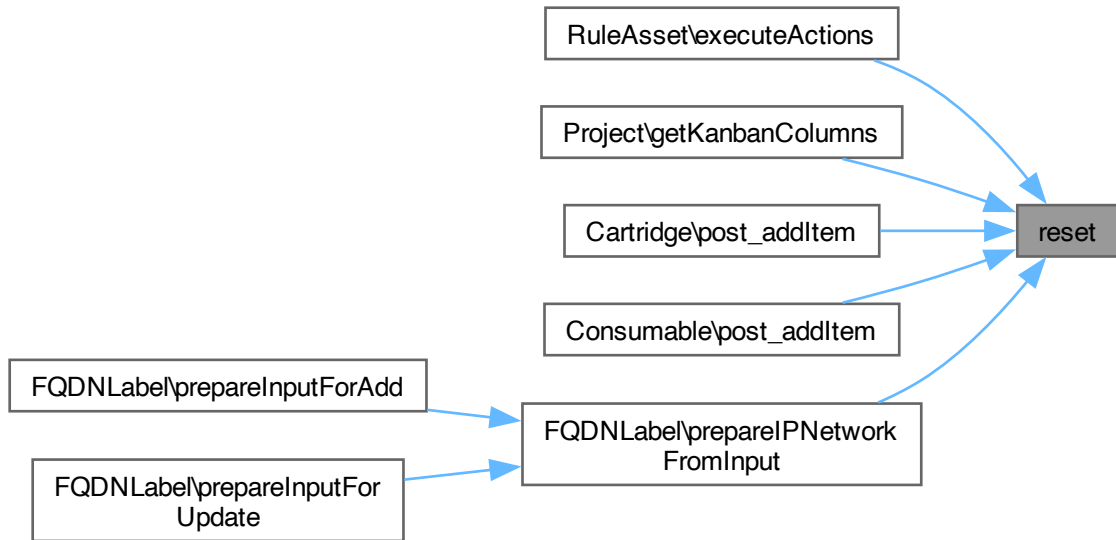 RuleAsset\executeActions
Project\getKanbanColumns
Cartridge\post_addItem
reset
Consumable\post_addItem
FQDNLabel\prepareInputForAdd
FQDNLabel\prepareIPNetwork
FromInput
FQDNLabel\prepareInputFor
Update